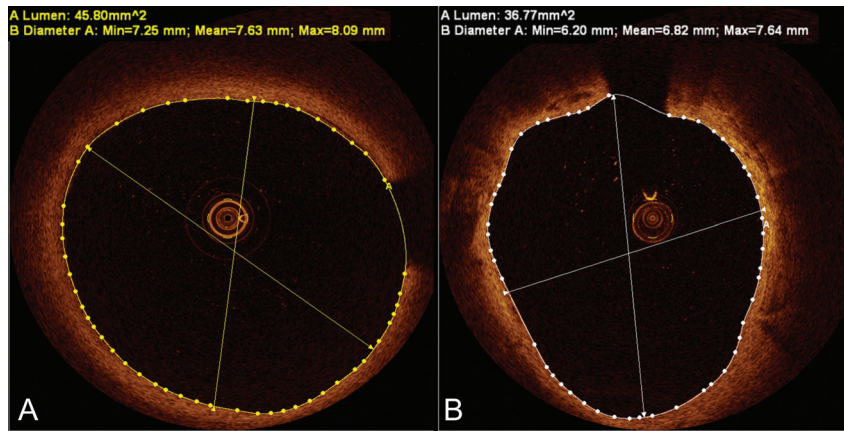 A Lumen: 45.80mm^2
B Diameter A: Min=7.25 mm; Mean=7.63 mm; Max=8.09 mm
A
A
A Lumen: 36.77mm^2
B Diameter A: Min=6.20 mm; Mean=6.82 mm; Max=7.64 mm
A
B